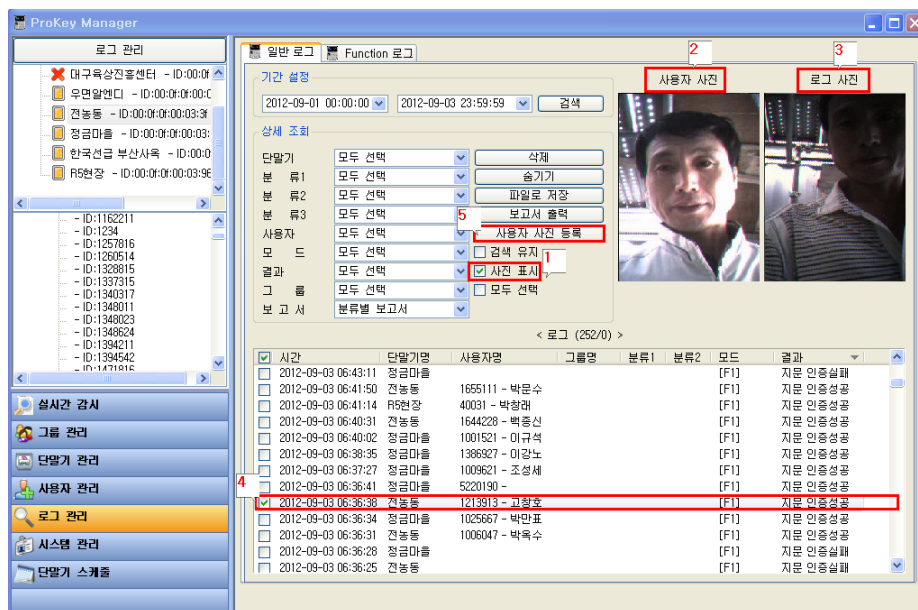 ProKey Manager
로그 관리
대구육상진흥센터 - ID:00:0f
우면알엔디 - ID:00:0f:0f:00:0
전농동 - ID:00:0f:0f:00:03:3f
정금마을 - ID:00:0f:0f:00:03:
한국선급 부산사옥 - ID:00:0
R5현장 - ID:00:0f:0f:00:03:9E
- ID:1162211
- ID:1234
- ID:1257816
- ID:1260514
- ID:1328815
- ID:1337315
- ID:1340317
- ID:1348011
- ID:1348023
- ID:1348624
- ID:1394211
- ID:1394542
- ID:1471816
실시간 감시
그룹 관리
단말기 관리
사용자 관리
로그 관리
시스템 관리
단말기 스케줄
일반 로그 Function 로그
기간 설정
2012-09-01 00:00:00 2012-09-03 23:59:59 검색
상세 조회
단말기 모두 선택 삭제
분 류1 모두 선택 숨기기
분 류2 모두 선택 파일로 저장
분 류3 모두 선택 보고서 출력
5
사용자 모두 선택 사용자 사진 등록
모 드 모두 선택 검색 유지 1
결과 모두 선택 사진 표시
그 룹 모두 선택 모두 선택
보 고 서 분류별 보고서
2 3
사용자 사진 로그 사진
< 로그 (252/0) >
시간 단말기명 사용자명 그룹명 분류1 분류2 모드 결과
2012-09-03 06:43:11 정금마을 [F1] 지문 인증실패
2012-09-03 06:41:50 전농동 1655111 - 박문수 [F1] 지문 인증성공
2012-09-03 06:41:14 R5현장 40031 - 박창래 [F1] 지문 인증성공
2012-09-03 06:40:31 전농동 1644228 - 백종신 [F1] 지문 인증성공
2012-09-03 06:40:02 정금마을 1001521 - 이규석 [F1] 지문 인증성공
2012-09-03 06:38:35 정금마을 1386927 - 이강노 [F1] 지문 인증성공
2012-09-03 06:37:27 정금마을 1009621 - 조성세 [F1] 지문 인증성공
4
2012-09-03 06:36:41 정금마을 5220190 - [F1] 지문 인증성공
2012-09-03 06:36:38 전농동 1213913 - 고창호 [F1] 지문 인증성공
2012-09-03 06:36:34 정금마을 1025667 - 박만표 [F1] 지문 인증성공
2012-09-03 06:36:31 전농동 1006047 - 박옥수 [F1] 지문 인증성공
2012-09-03 06:36:28 정금마을 [F1] 지문 인증실패
2012-09-03 06:36:25 전농동 [F1] 지문 인증실패